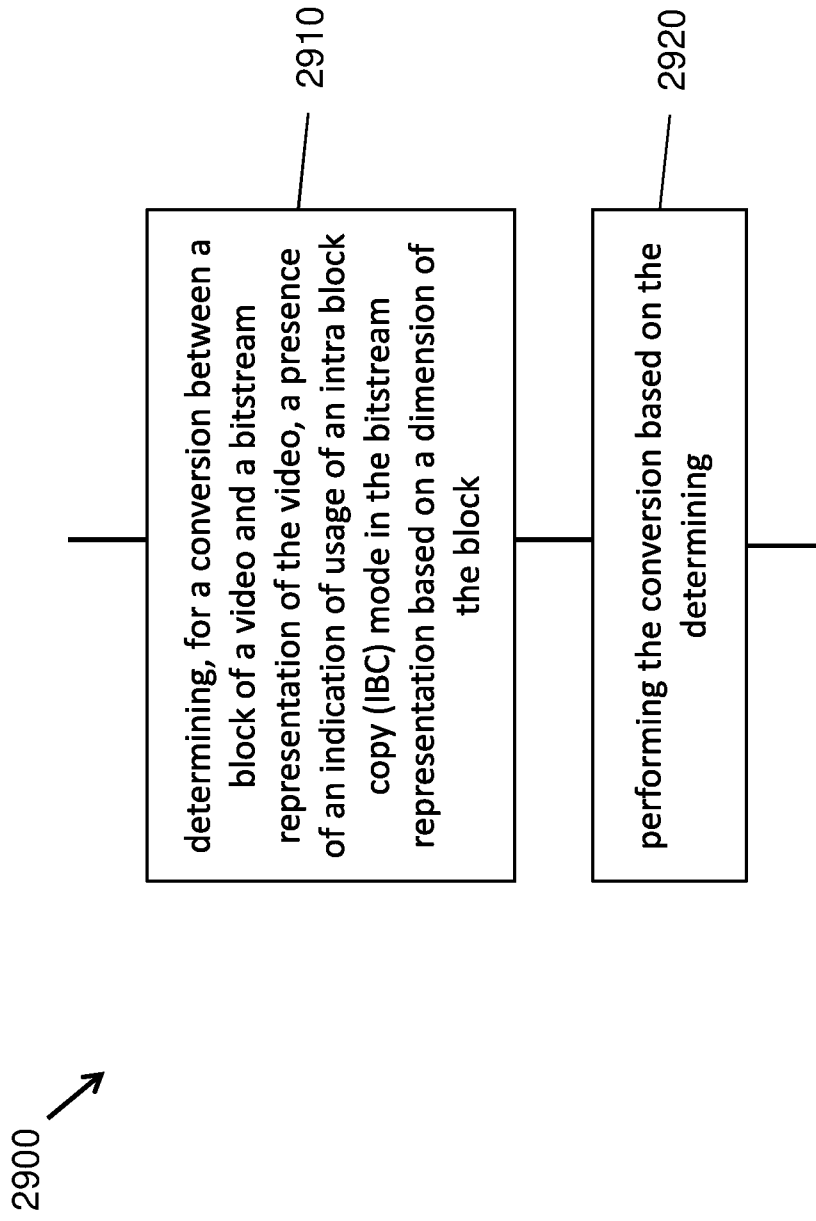 2900
determining, for a conversion between a
block of a video and a bitstream
representation of the video, a presence
of an indication of usage of an intra block
copy (IBC) mode in the bitstream
representation based on a dimension of
the block
2910
performing the conversion based on the
determining
2920